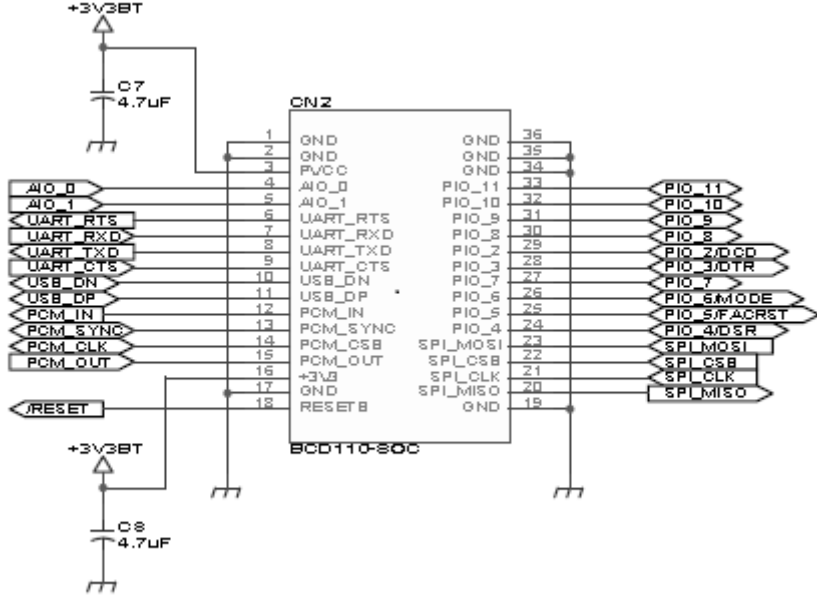 +3V3BT
C7
4.7uF
CN2
1 GND GND 36
2 GND GND 35
3 PVCC GND 34
AIO_0 4 AIO_0 PIO_11 33 PIO_11
AIO_1 5 AIO_1 PIO_10 32 PIO_10
UART_RTS 6 UART_RTS PIO_9 31 PIO_9
UART_RXD 7 UART_RXD PIO_8 30 PIO_8
UART_TXD 8 UART_TXD PIO_2 29 PIO_2/DCD
UART_CTS 9 UART_CTS PIO_3 28 PIO_3/DTR
USB_DN 10 USB_DN PIO_7 27 PIO_7
USB_DP 11 USB_DP PIO_6 26 PIO_6/MODE
PCM_IN 12 PCM_IN PIO_5 25 PIO_5/FACRST
PCM_SYNC 13 PCM_SYNC PIO_4 24 PIO_4/DSR
PCM_CLK 14 PCM_CSB SPI_MOSI 23 SPI_MOSI
PCM_OUT 15 PCM_OUT SPI_CSB 22 SPI_CSB
16 +3V3 SPI_CLK 21 SPI_CLK
17 GND SPI_MISO 20 SPI_MISO
/RESET 18 RESETB GND 19
BCD110-SOC
+3V3BT
C8
4.7uF